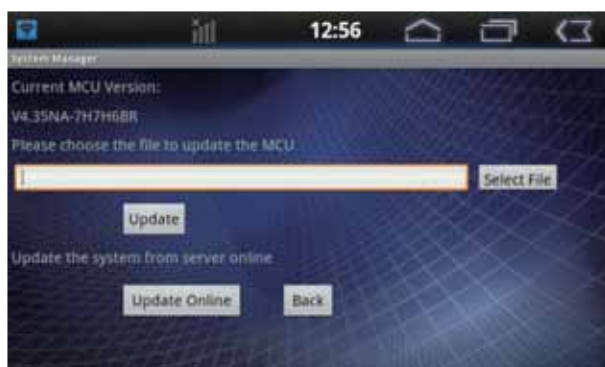 12:56
System Manager
Current MCU Version:
V4.35NA-7H7H6BR
Please choose the file to update the MCU
Select File
Update
Update the system from server online
Update Online Back